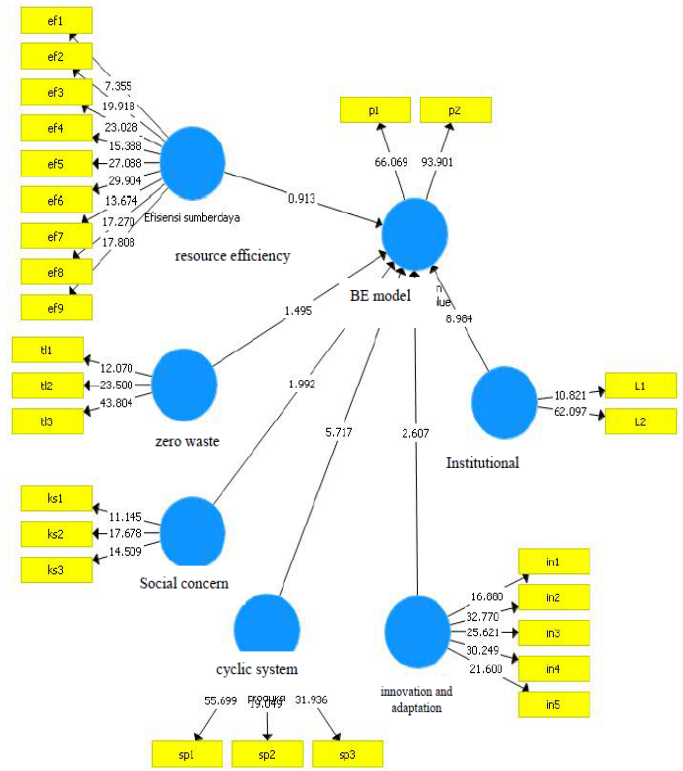 ef1
ef2
ef3
ef4
ef5
ef6
ef7
ef8
ef9
7.355
19.918
23.028
15.388
27.088
29.904
13.674
17.270
17.808
Efisensi sumberdaya
resource efficiency
0.913
p1
p2
66.069
93.901
BE model
8.984
1.495
tl1
tl2
tl3
12.070
23.500
43.804
zero waste
1.992
5.717
2.607
L1
L2
10.821
62.097
Institutional
ks1
ks2
ks3
11.145
17.678
14.509
Social concern
cyclic system
55.699
31.936
sp1
sp2
sp3
innovation and
adaptation
16.880
32.770
25.621
30.249
21.600
in1
in2
in3
in4
in5